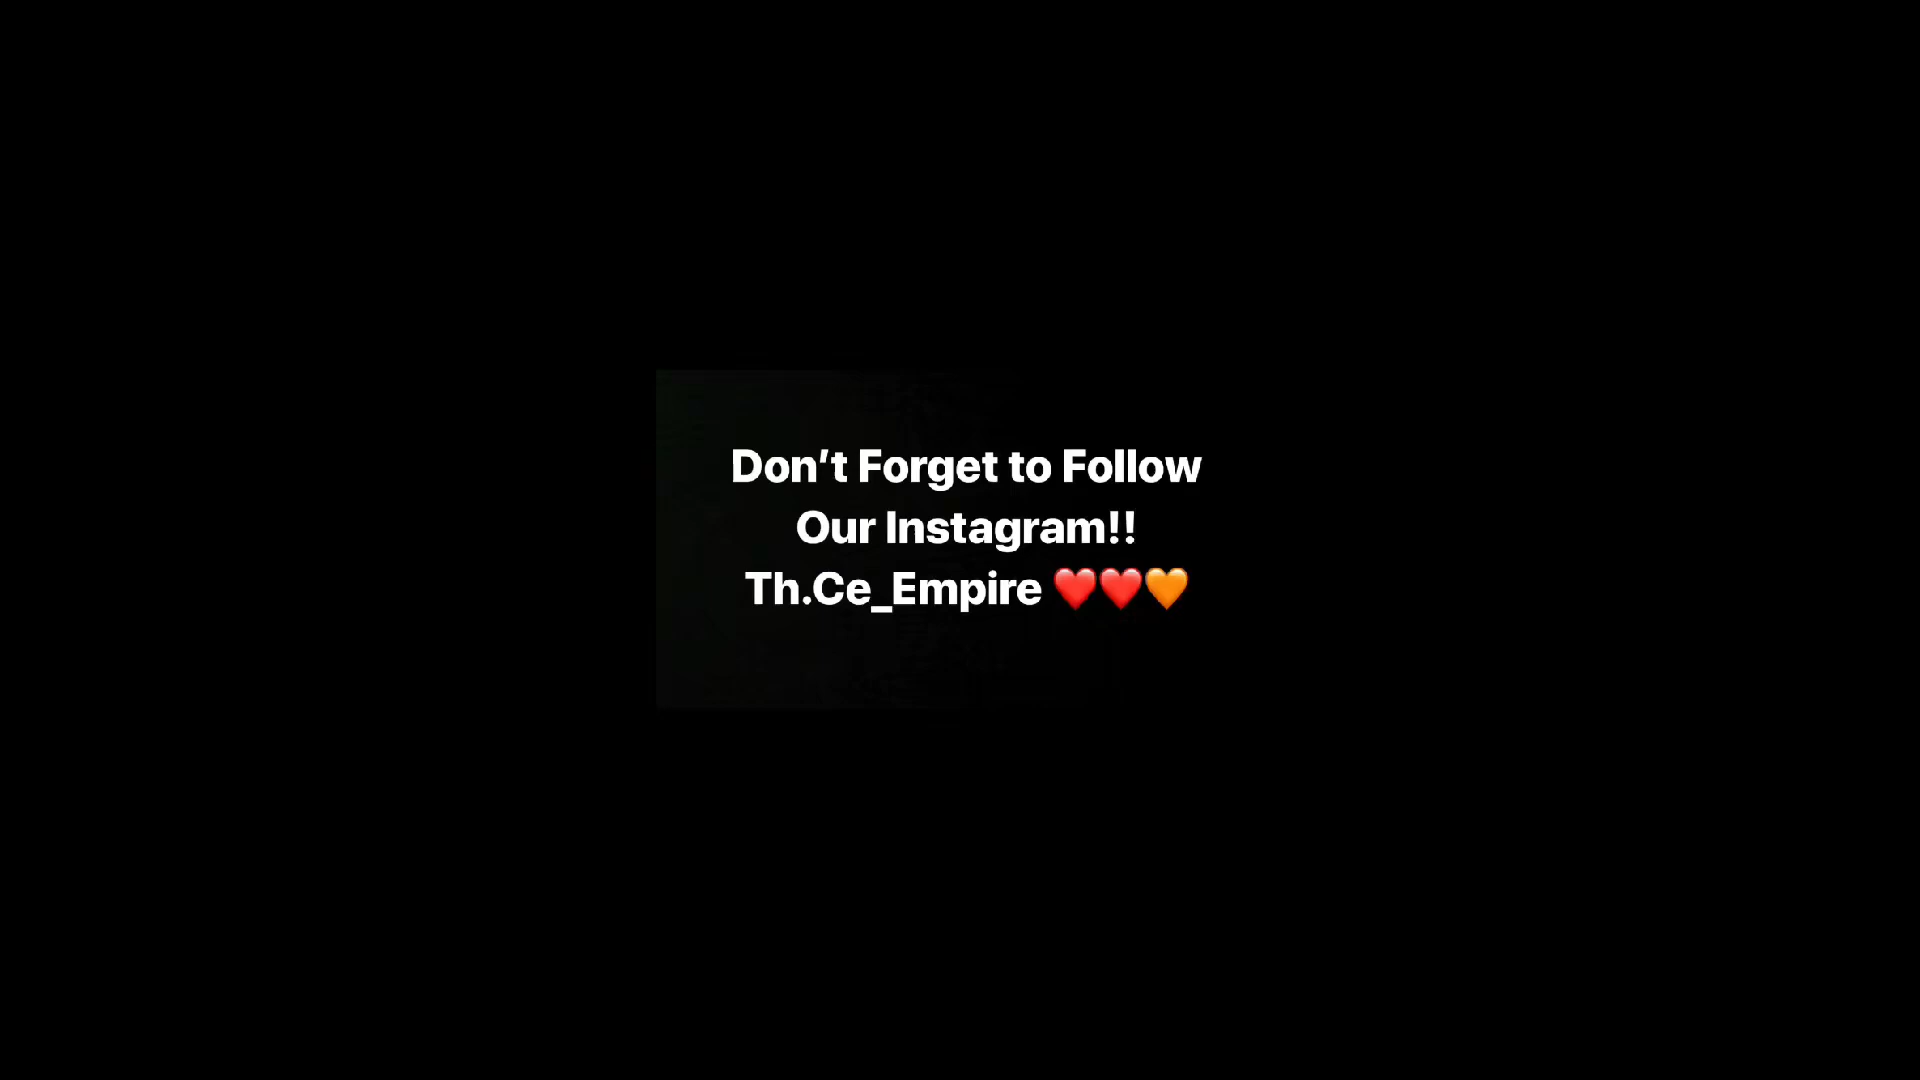 Don’t Forget to Follow
Our Instagram!!
Th.Ce_Empire ❤️❤️🧡